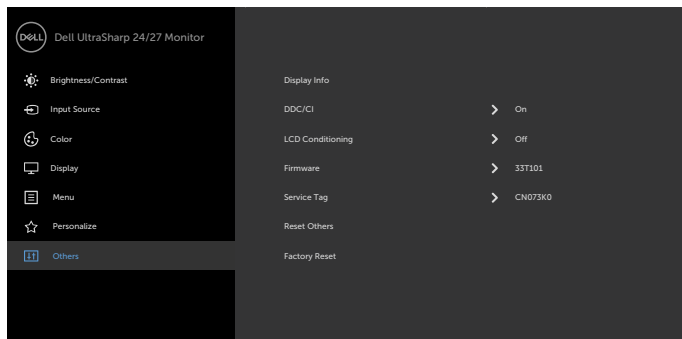 DELL Dell UltraSharp 24/27 Monitor
Brightness/Contrast Display Info
Input Source DDC/CI On
Color LCD Conditioning Off
Display Firmware 33T101
Menu Service Tag CN073K0
Personalize Reset Others
Others Factory Reset